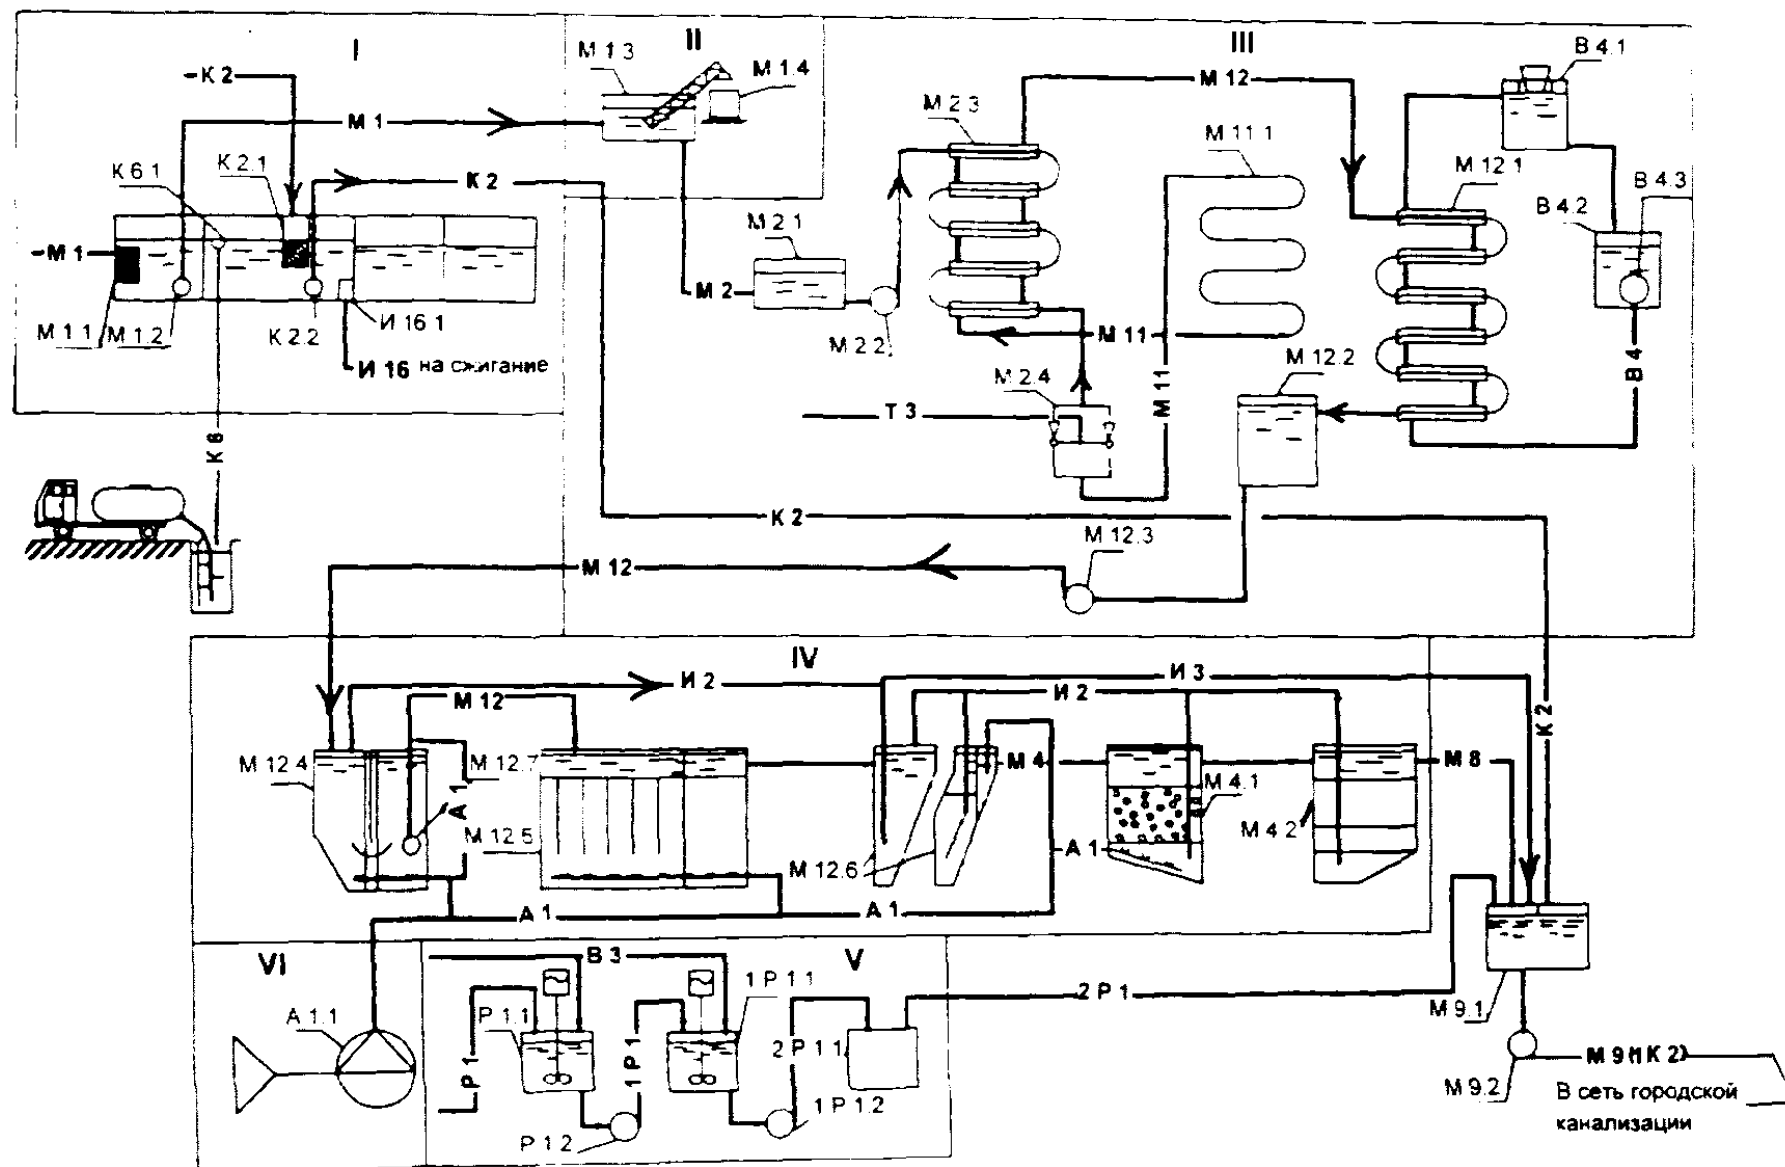 I
II
III
К 2
М 1
М 1.3
М 1.4
М 2.3
М 12
В 4.1
М 11.1
К 6.1
К 2.1
К 2
М 12.1
В 4.3
В 4.2
М 1
М 2.1
М 2
М 1.1
М 1.2
К 2.2
И 16.1
И 16 на сжигание
М 2.2
М 11
М 2.4
М 11
М 12.2
В 4
Т 3
К 6
К 2
М 12.3
М 12
IV
И 2
И 3
М 12
И 2
К 2
М 12.4
М 12.7
А 1
М 4
М 4.1
М 8
М 12.5
М 12.6
А 1
М 4.2
А 1
А 1
VI
В 3
V
А 1.1
Р 1.1
1 Р 1.1
2 Р 1
М 9.1
Р 1
1 Р 1
2 Р 1.1
М 9 (1К 2)
М 9.2
Р 1.2
1 Р 1.2
В сеть городской
канализации